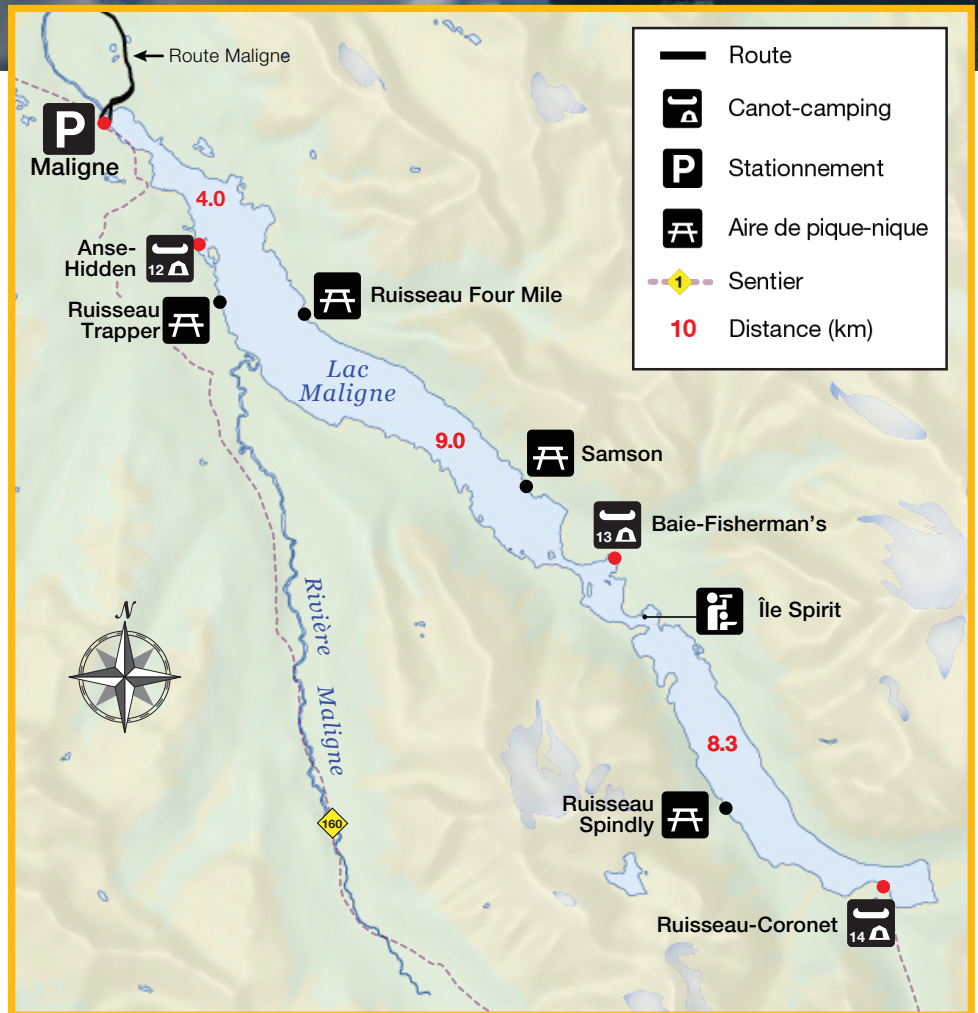 Route Maligne
P
Maligne
4.0
Anse-
Hidden
12
Ruisseau
Trapper
Ruisseau Four Mile
Lac
Maligne
9.0
Samson
13
Baie-Fisherman's
Île Spirit
Rivière Maligne
N
8.3
Ruisseau
Spindly
160
Ruisseau-Coronet
14
Route
Canot-camping
P
Stationnement
Aire de pique-nique
1
Sentier
10
Distance (km)